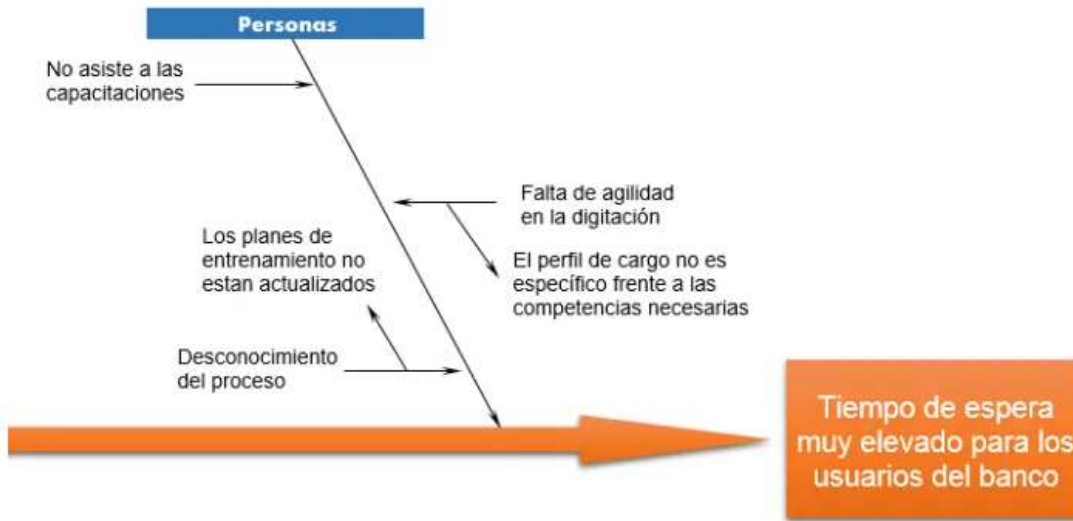 Personas
No asiste a las
capacitaciones
Falta de agilidad
en la digitación
El perfil de cargo no es
específico frente a las
competencias necesarias
Los planes de
entrenamiento no
estan actualizados
Desconocimiento
del proceso
Tiempo de espera
muy elevado para los
usuarios del banco